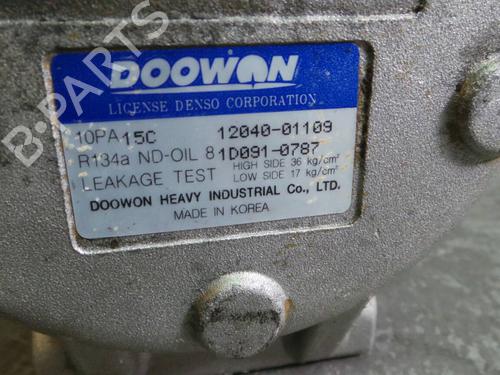 DOOWON
LICENSE DENSO CORPORATION
10PA15C 12040-01109
R134a ND-OIL 8 1D091-0787
LEAKAGE TEST HIGH SIDE 36 kg/cm²
LOW SIDE 17 kg/cm²
DOOWON HEAVY INDUSTRIAL Co., LTD.
MADE IN KOREA